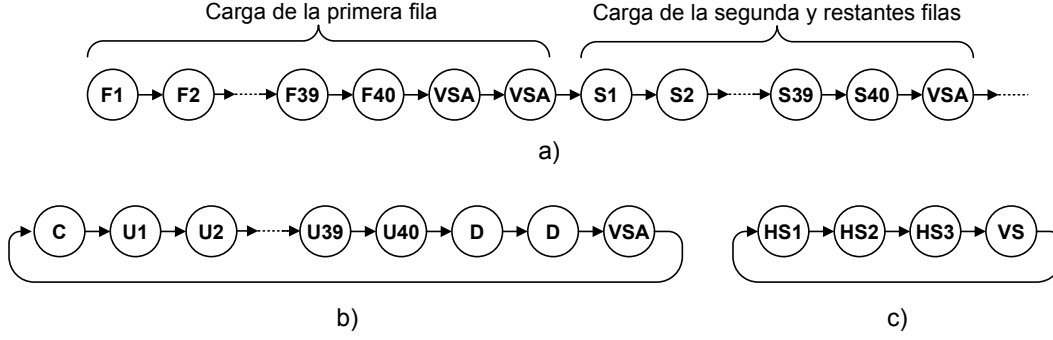 Carga de la primera fila Carga de la segunda y restantes filas
F1 F2 F39 F40 VSA VSA S1 S2 S39 S40 VSA
a)
C U1 U2 U39 U40 D D VSA HS1 HS2 HS3 VS
b) c)